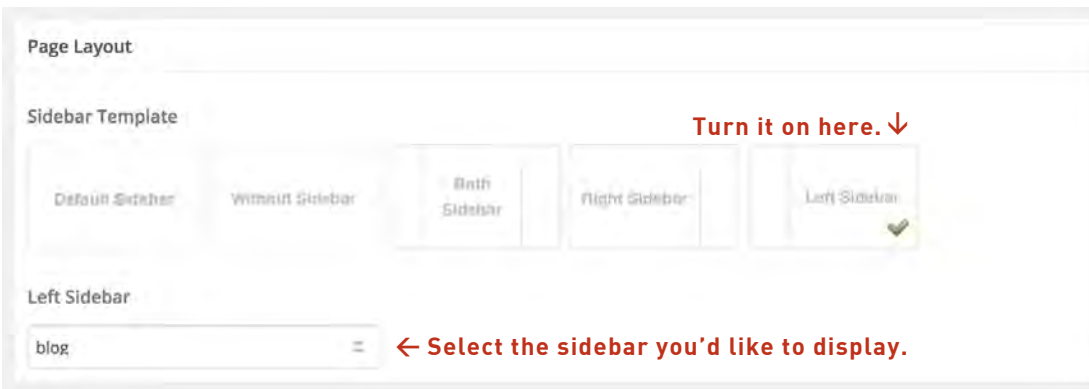 Page Layout
Sidebar Template
Turn it on here. ↓
Default Sidebar
Without Sidebar
Both
Sidebar
Right Sidebar
Left Sidebar
Left Sidebar
blog
← Select the sidebar you’d like to display.